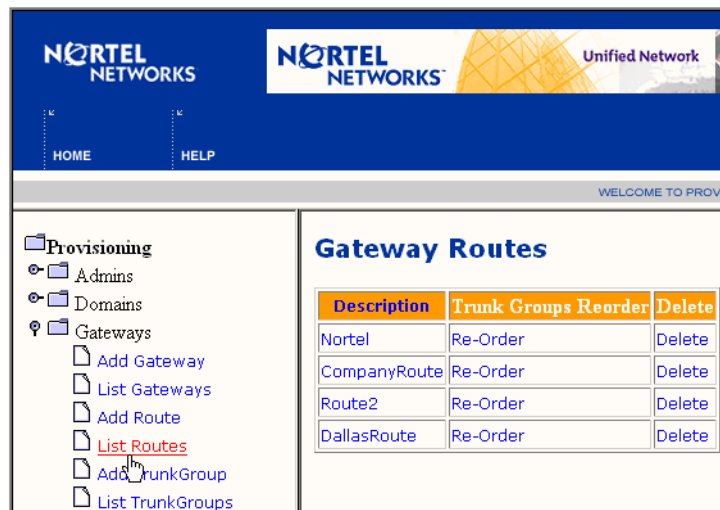 NORTEL
NETWORKS
NORTEL
NETWORKS™
Unified Network
HOME
HELP
WELCOME TO PROV
Provisioning
Admins
Domains
Gateways
Add Gateway
List Gateways
Add Route
List Routes
Add TrunkGroup
List TrunkGroups
Gateway Routes
Description Trunk Groups Reorder Delete
Nortel Re-Order Delete
CompanyRoute Re-Order Delete
Route2 Re-Order Delete
DallasRoute Re-Order Delete